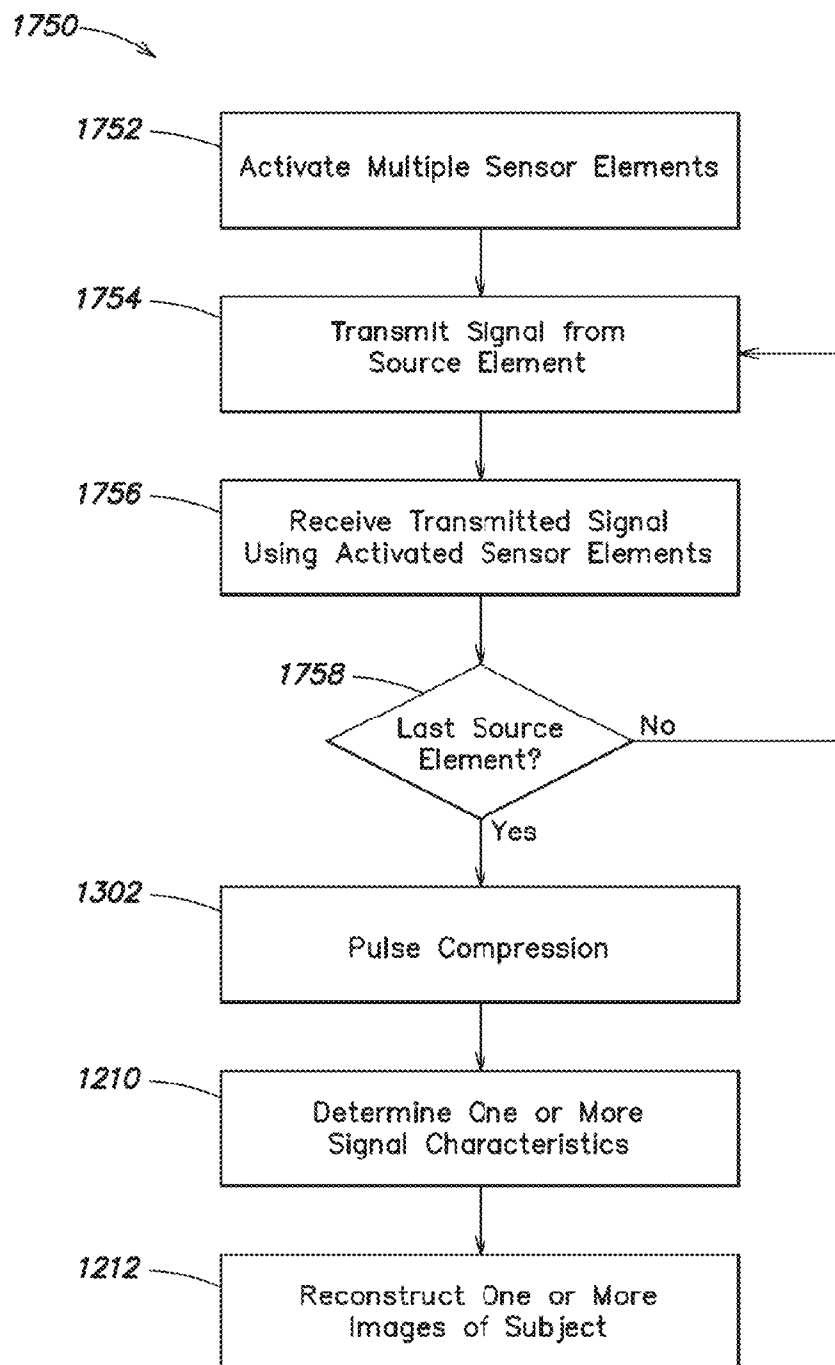 1750
1752
Activate Multiple Sensor Elements
1754
Transmit Signal from
Source Element
1756
Receive Transmitted Signal
Using Activated Sensor Elements
1758
Last Source
Element?
No
Yes
1302
Pulse Compression
1210
Determine One or More
Signal Characteristics
1212
Reconstruct One or More
Images of Subject